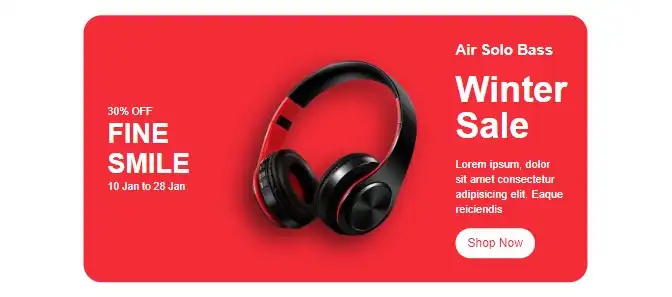 30% OFF
FINE
SMILE
10 Jan to 28 Jan
Air Solo Bass
Winter
Sale
Lorem ipsum, dolor
sit amet consectetur
adipisicing elit. Eaque
reiciendis
Shop Now